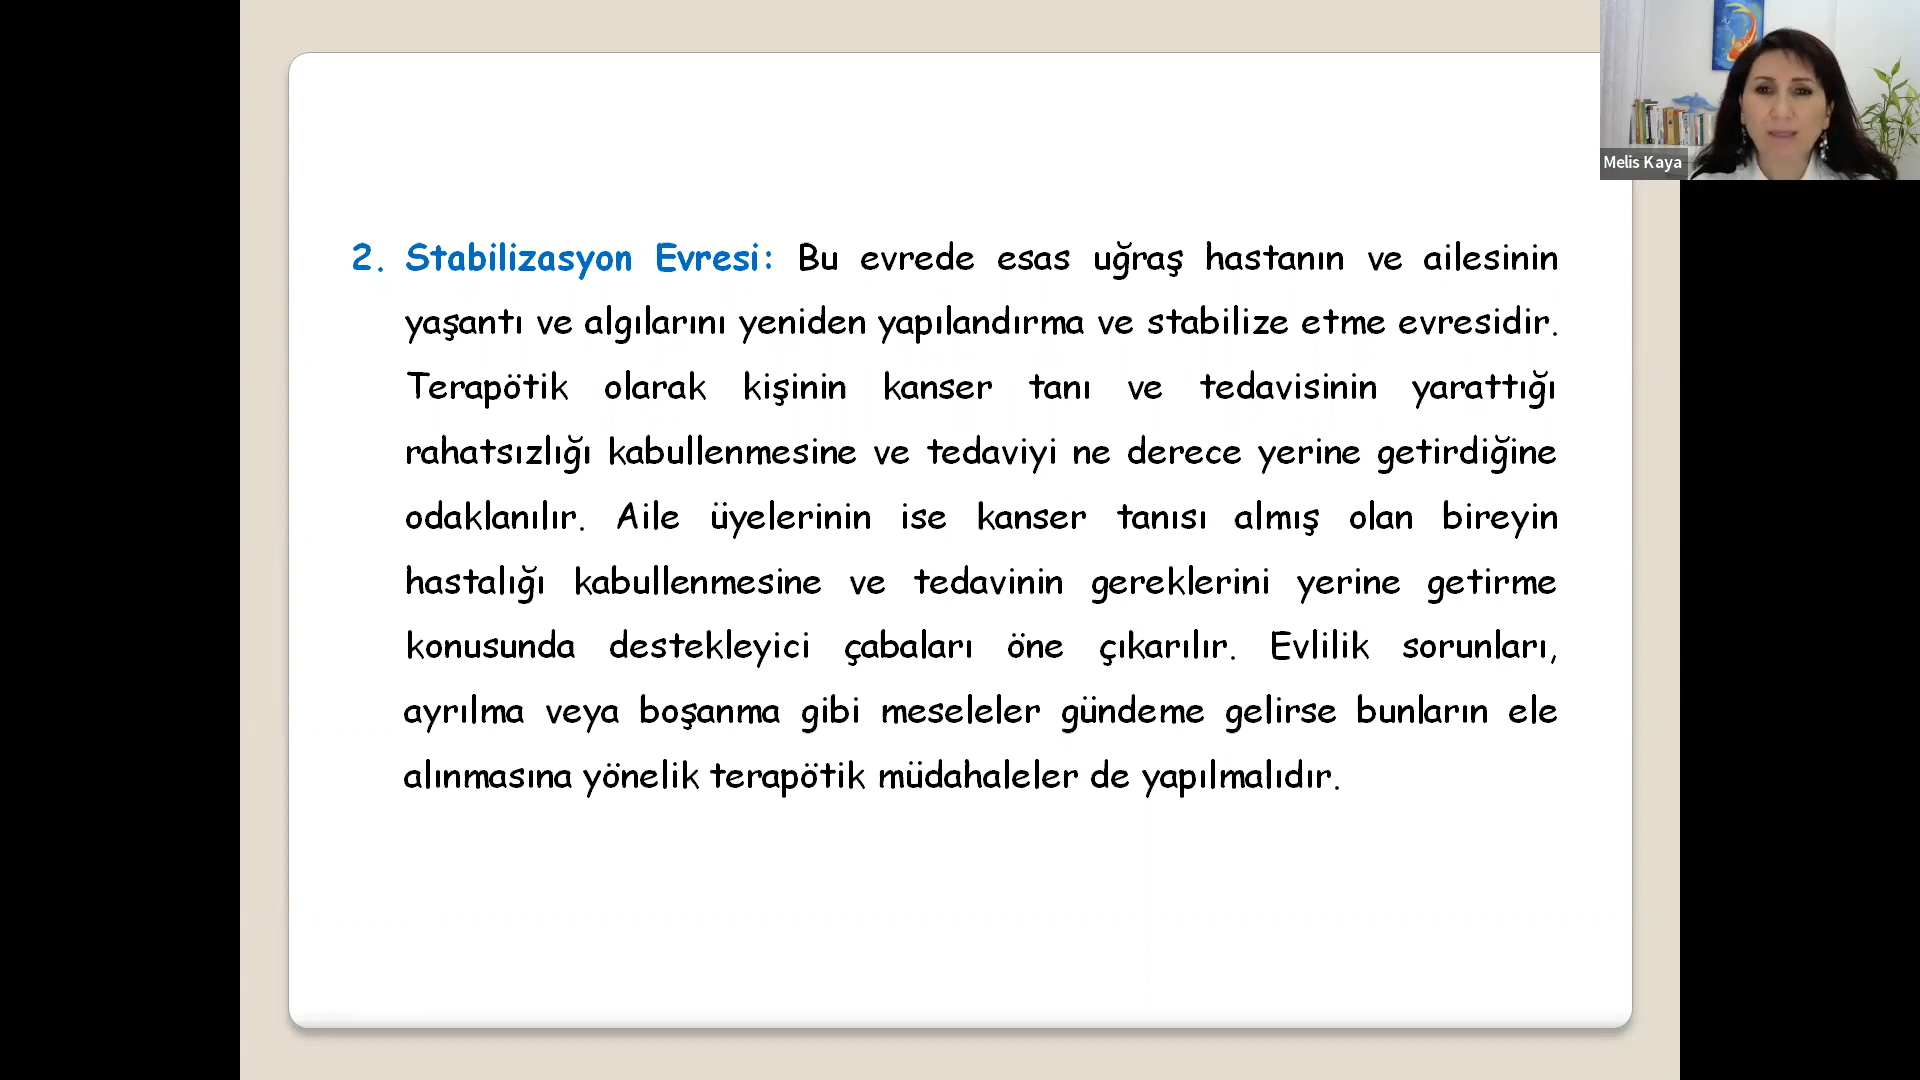 2. Stabilizasyon Evresi: Bu evrede esas uğraş hastanın ve ailesinin
yaşantı ve algılarını yeniden yapılandırma ve stabilize etme evresidir.
Terapötik olarak kişinin kanser tanı ve tedavisinin yarattığı
rahatsızlığı kabullenmesine ve tedaviyi ne derece yerine getirdiğine
odaklanılır. Aile üyelerinin ise kanser tanısı almış olan bireyin
hastalığı kabullenmesine ve tedavinin gereklerini yerine getirme
konusunda destekleyici çabaları öne çıkarılır. Evlilik sorunları,
ayrılma veya boşanma gibi meseleler gündeme gelirse bunların ele
alınmasına yönelik terapötik müdahaleler de yapılmalıdır.
Melis Kaya